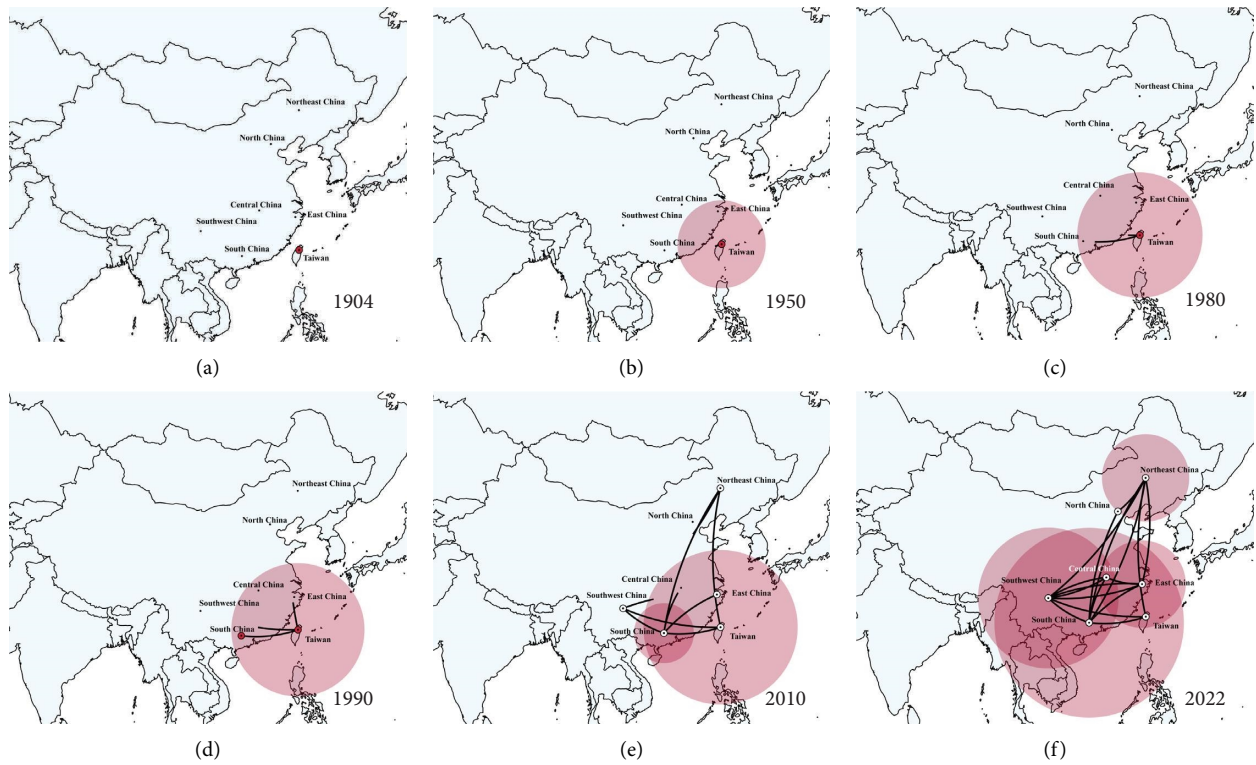 Northeast China
North China
Central China
East China
Southwest China
South China
Taiwan
1904
(a)
Northeast China
North China
Central China
East China
Southwest China
South China
Taiwan
1950
(b)
Northeast China
North China
Central China
East China
Southwest China
South China
Taiwan
1980
(c)
Northeast China
North China
Central China
East China
Southwest China
South China
Taiwan
1990
(d)
Northeast China
North China
Central China
East China
Southwest China
South China
Taiwan
2010
(e)
Northeast China
North China
Central China
East China
Southwest China
South China
Taiwan
2022
(f)